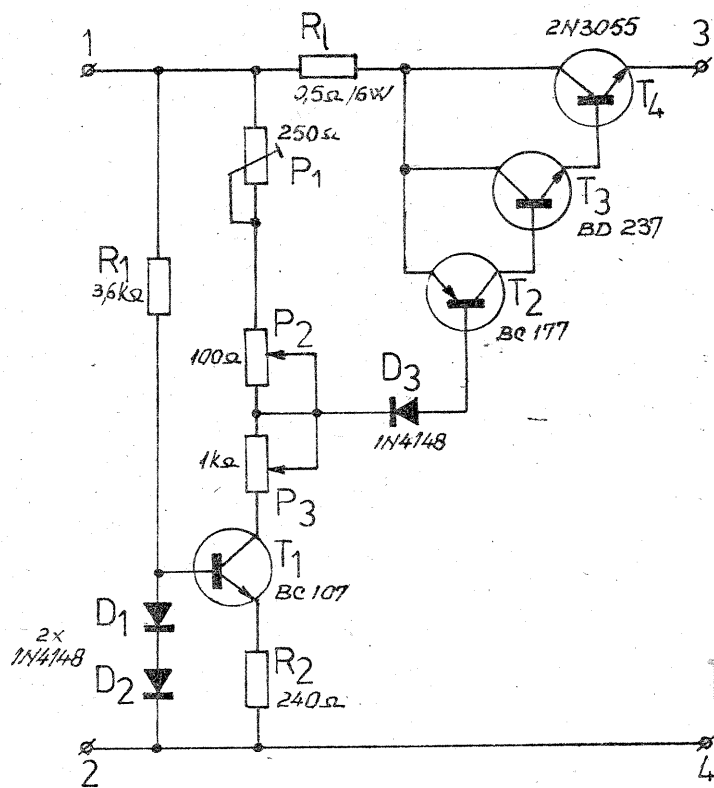 1
R1
0,5Ω/6W
2N3055
3
T4
250Ω
P1
T3
BD 237
R1
3,6kΩ
T2
BC 177
P2
100Ω
D3
1N4148
1kΩ
P3
T1
BC 107
D1
2x
1N4148
D2
R2
240Ω
2
4